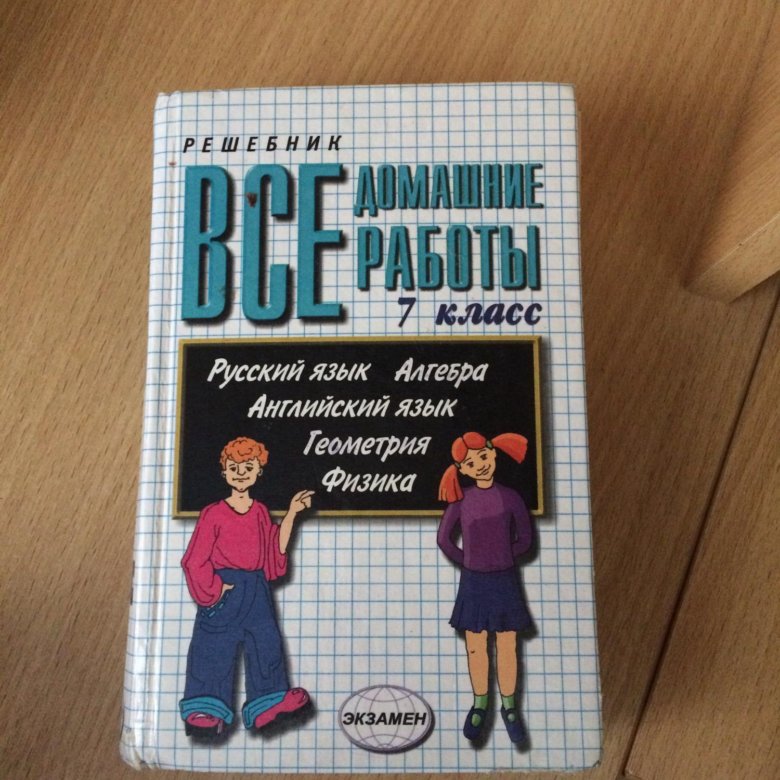 РЕШЕБНИК
ВСЕ ДОМАШНИЕ
РАБОТЫ
7 класс
Русский язык Алгебра
Английский язык
Геометрия
Физика
ЭКЗАМЕН